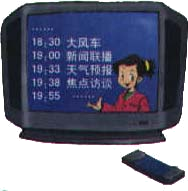 ······
18,30 大风车
19,00 新闻联播
19,33 天气预报
19,38 焦点访谈
19,55 ······